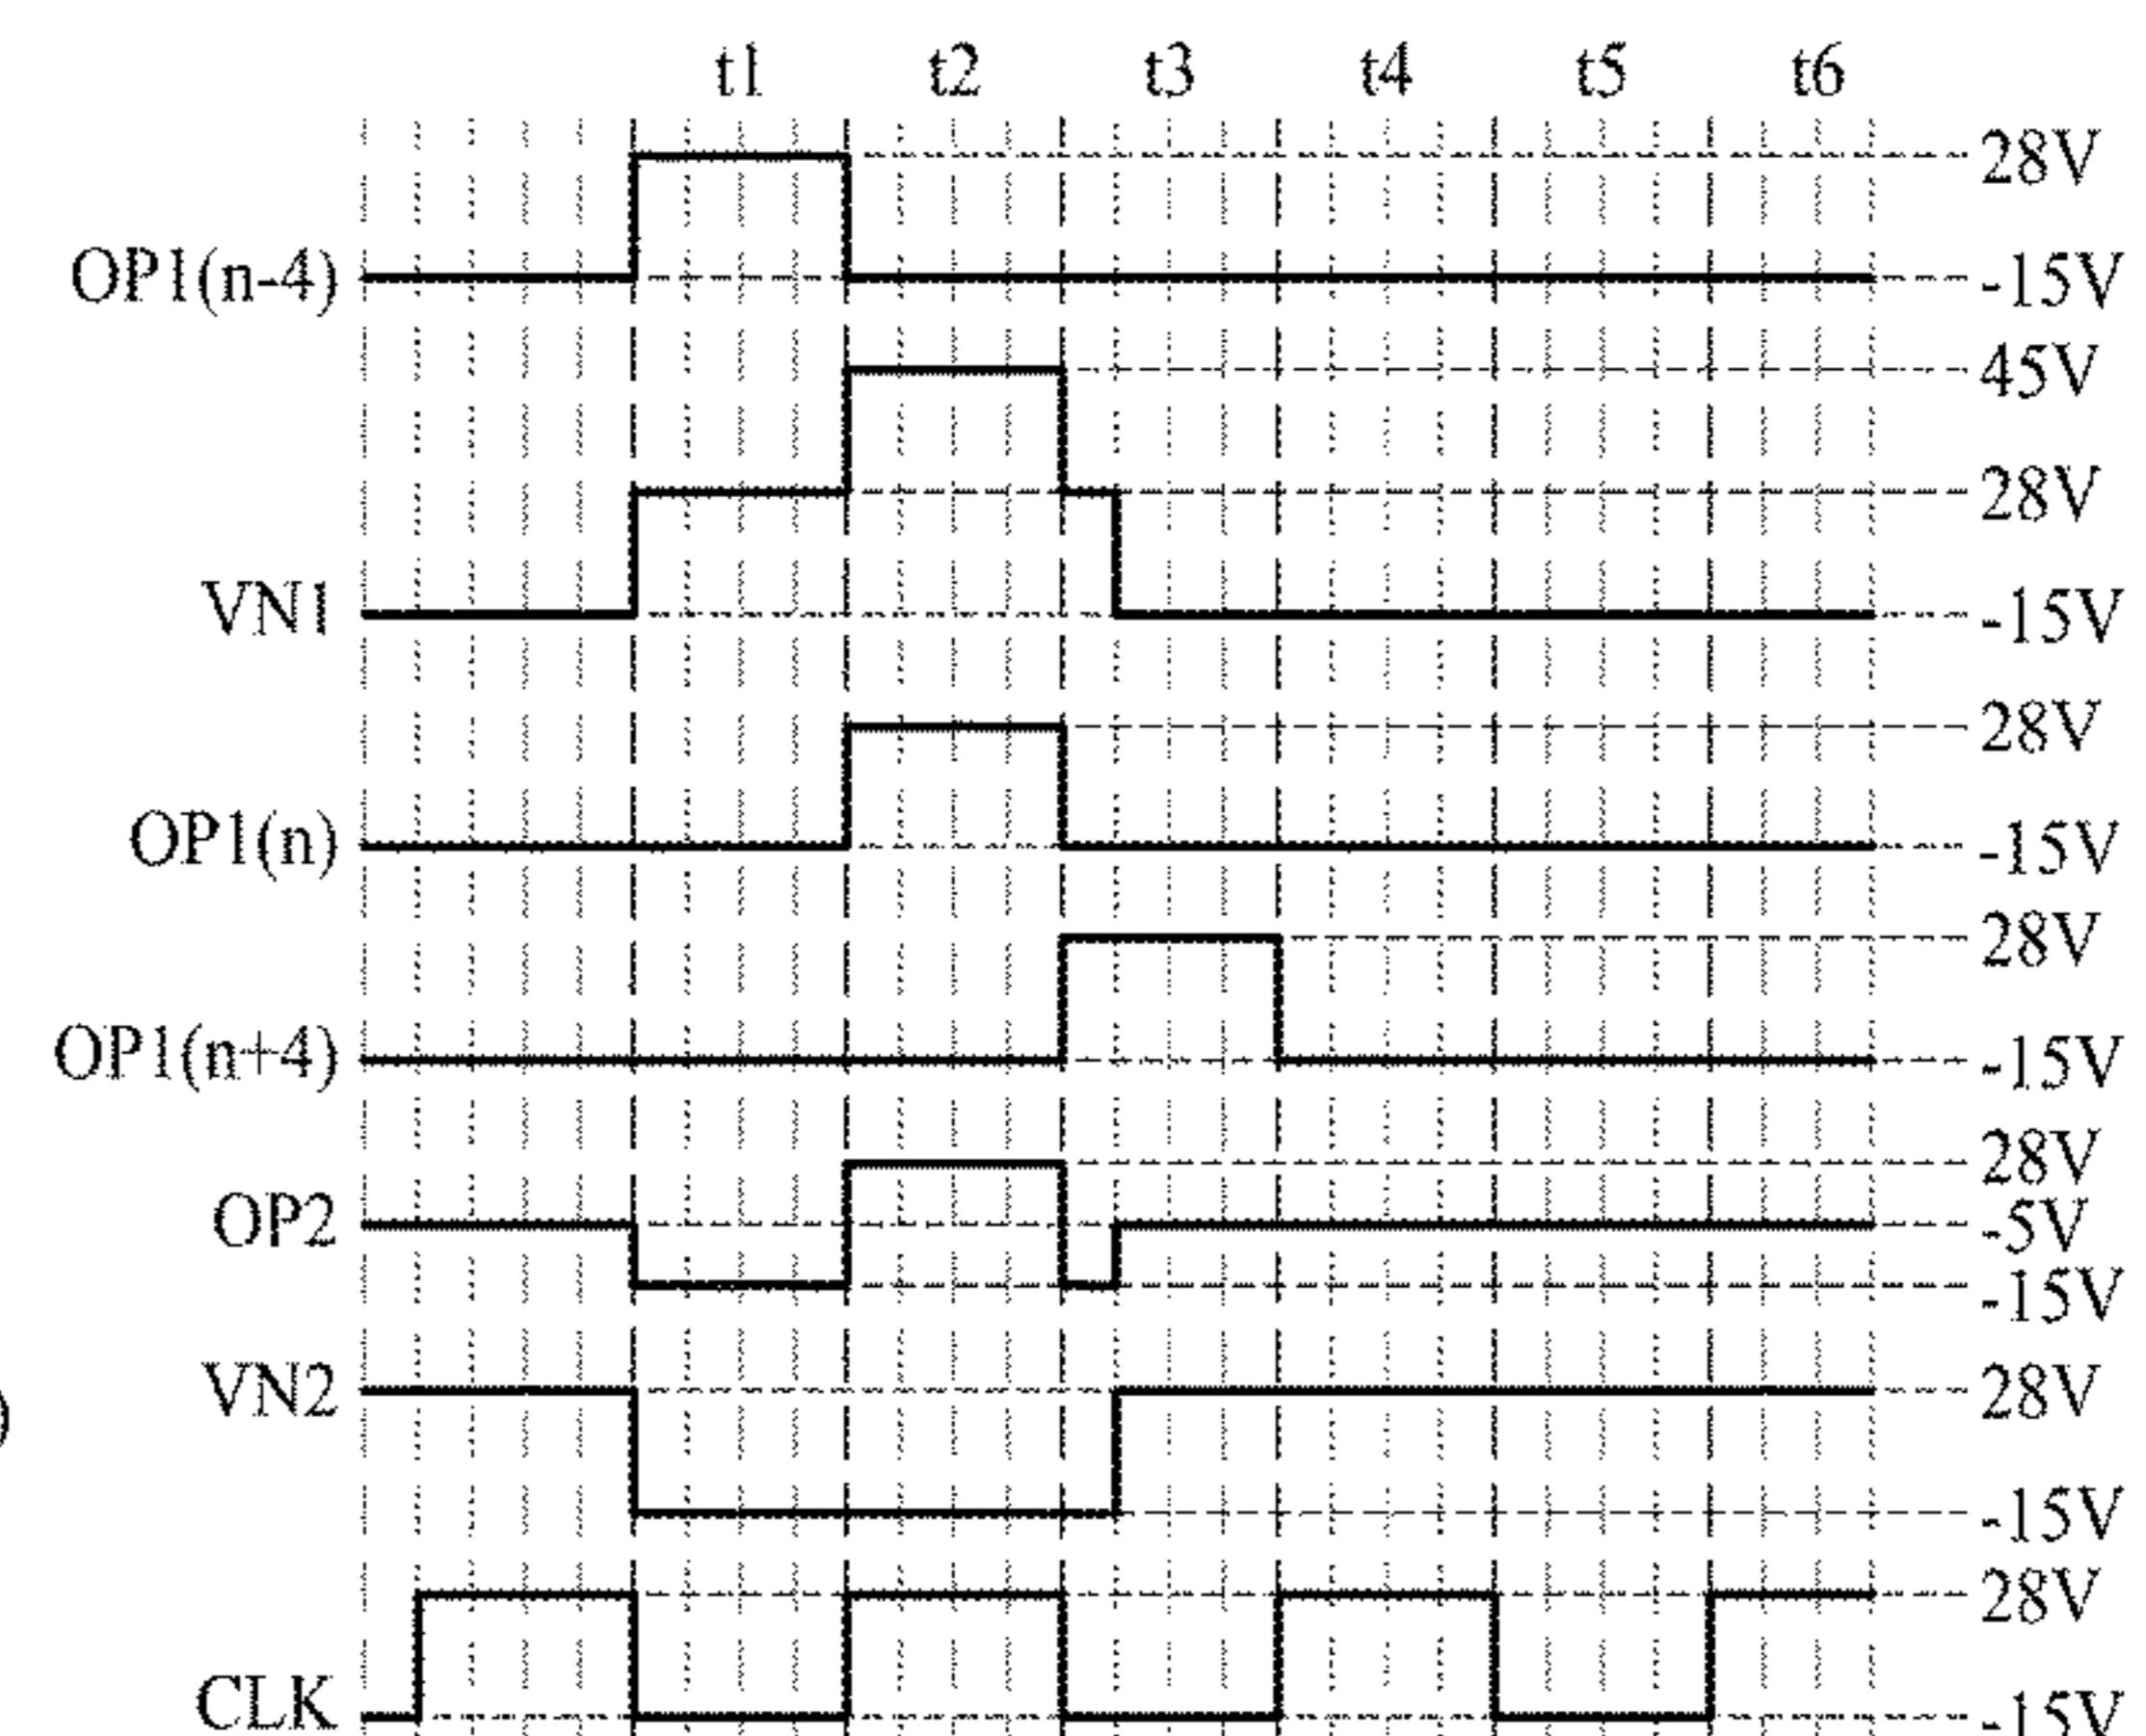 t1 t2 t3 t4 t5 t6
28V
OP1(n-4) -15V
45V
28V
VN1 -15V
28V
OP1(n) -15V
28V
OP1(n+4) -15V
28V
OP2 -5V
-15V
VN2 28V
)
-15V
28V
CLK -15V